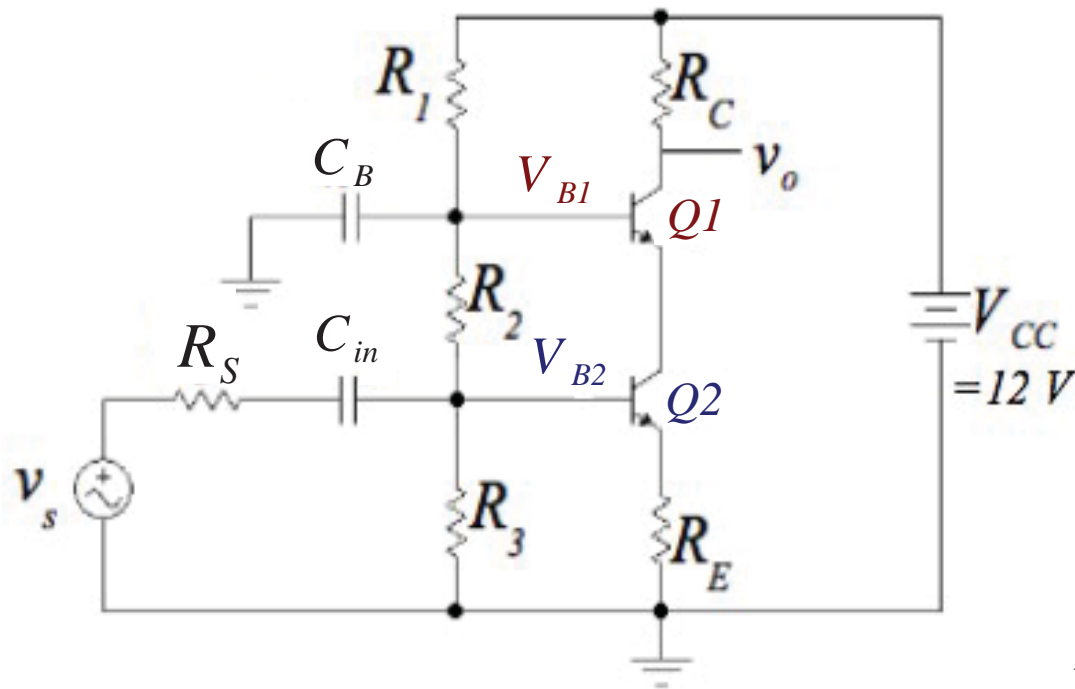 R1
RC
CB
VB1
vo
Q1
R2
VCC
= 12 V
RS
Cin
VB2
Q2
vs
+
R3
RE